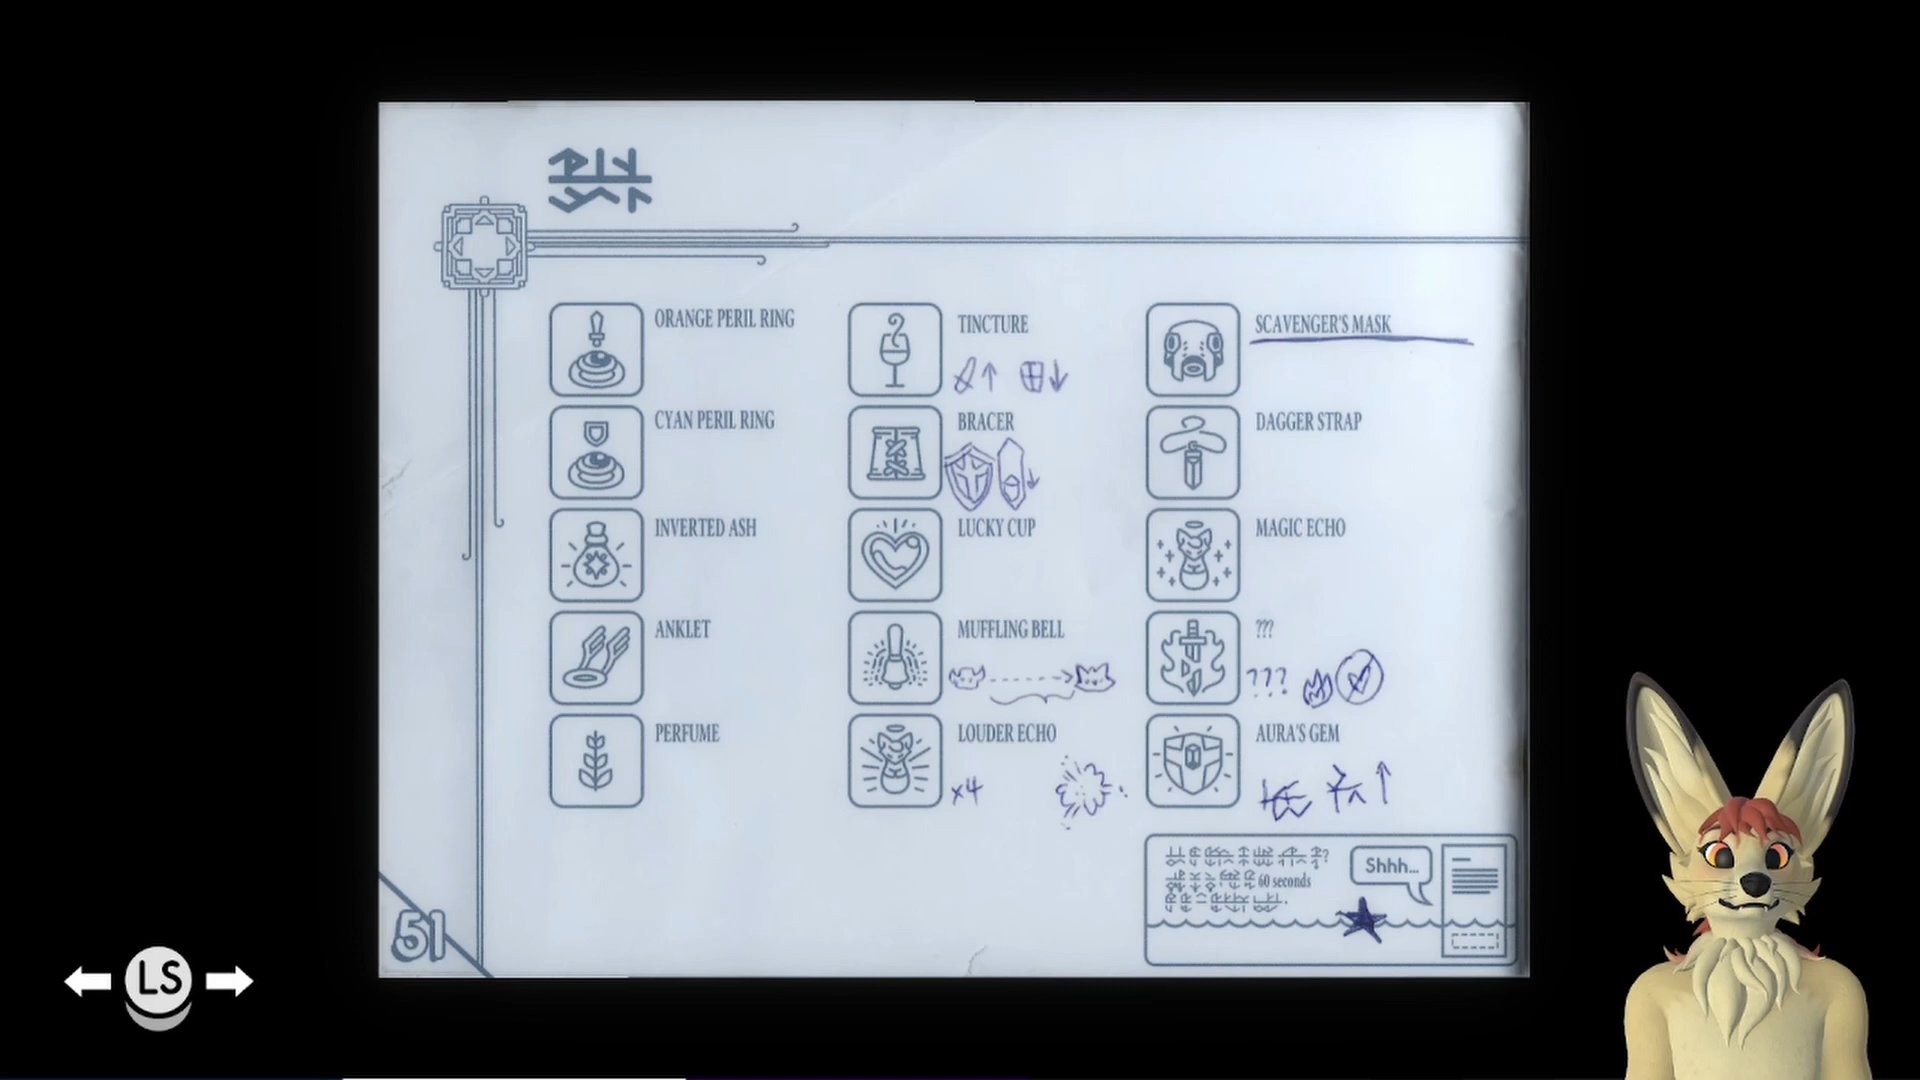 ORANGE PERIL RING
CYAN PERIL RING
INVERTED ASH
ANKLET
PERFUME
TINCTURE
BRACER
LUCKY CUP
MUFFLING BELL
LOUDER ECHO
x4
SCAVENGER'S MASK
DAGGER STRAP
MAGIC ECHO
???
???
AURA'S GEM
60 seconds
Shhh...
51
LS